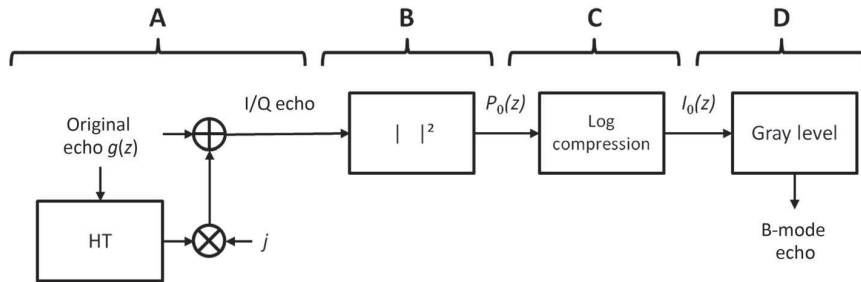 A
B
C
D
I/Q echo
P₀(z)
I₀(z)
Original
echo g(z)
| |²
Log
compression
Gray level
HT
j
B-mode
echo